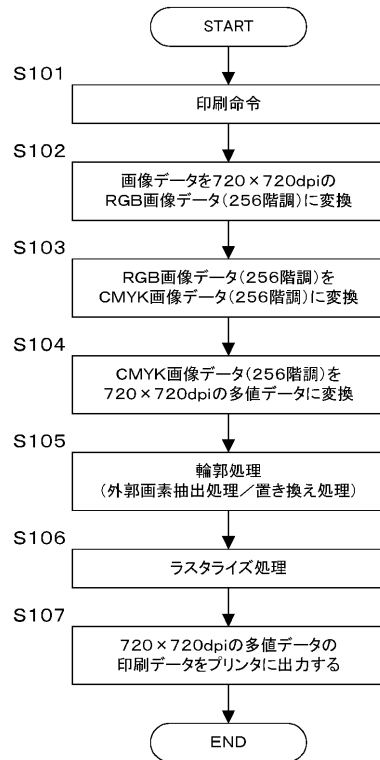 START
S101
印刷命令
S102
画像データを720×720dpiの
RGB画像データ(256階調)に変換
S103
RGB画像データ(256階調)を
CMYK画像データ(256階調)に変換
S104
CMYK画像データ(256階調)を
720×720dpiの多値データに変換
S105
輪郭処理
(外郭画素抽出処理/置き換え処理)
S106
ラスタライズ処理
S107
720×720dpiの多値データの
印刷データをプリンタに出力する
END